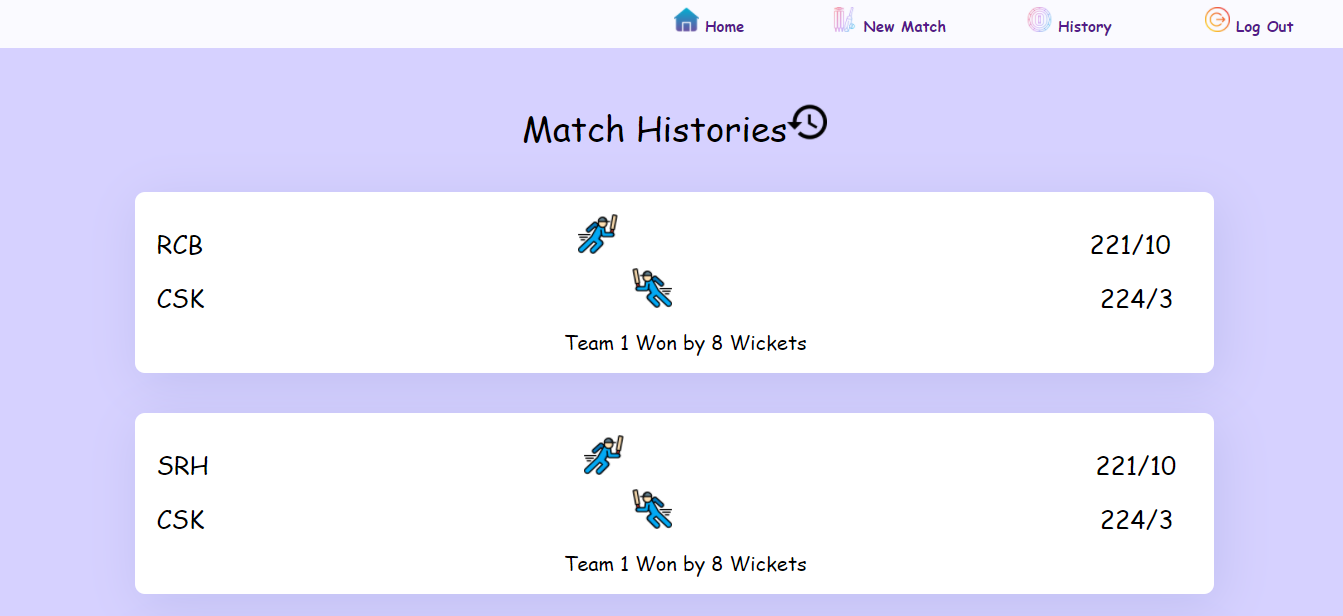 Home New Match History Log Out
Match Histories
RCB 221/10
CSK 224/3
Team 1 Won by 8 Wickets
SRH 221/10
CSK 224/3
Team 1 Won by 8 Wickets